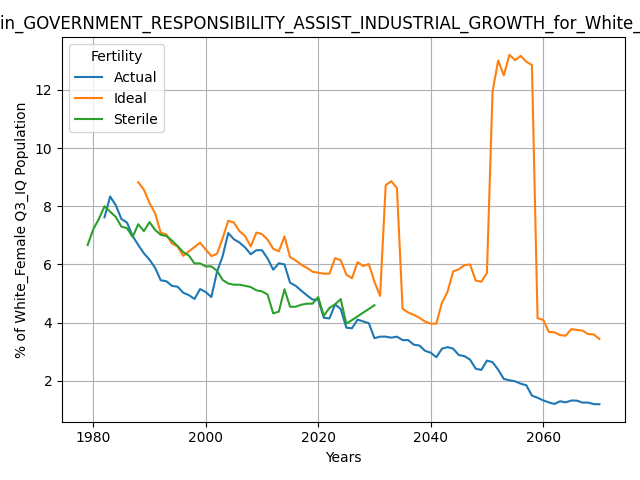 in_GOVERNMENT_RESPONSIBILITY_ASSIST_INDUSTRIAL_GROWTH_for_White_
Fertility
Actual
Ideal
Sterile
% of White_Female Q3_IQ Population
12
10
8
6
4
2
1980 2000 2020 2040 2060
Years